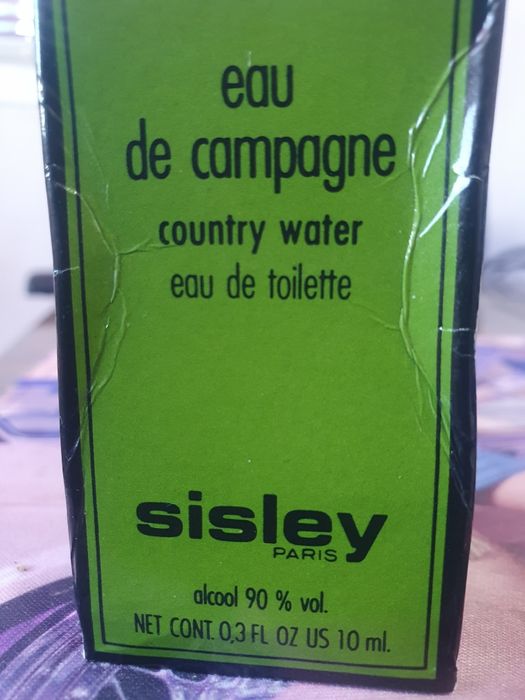 eau
de campagne
country water
eau de toilette
sisley
PARIS
alcool 90 % vol.
NET CONT. 0,3 FL OZ US 10 ml.